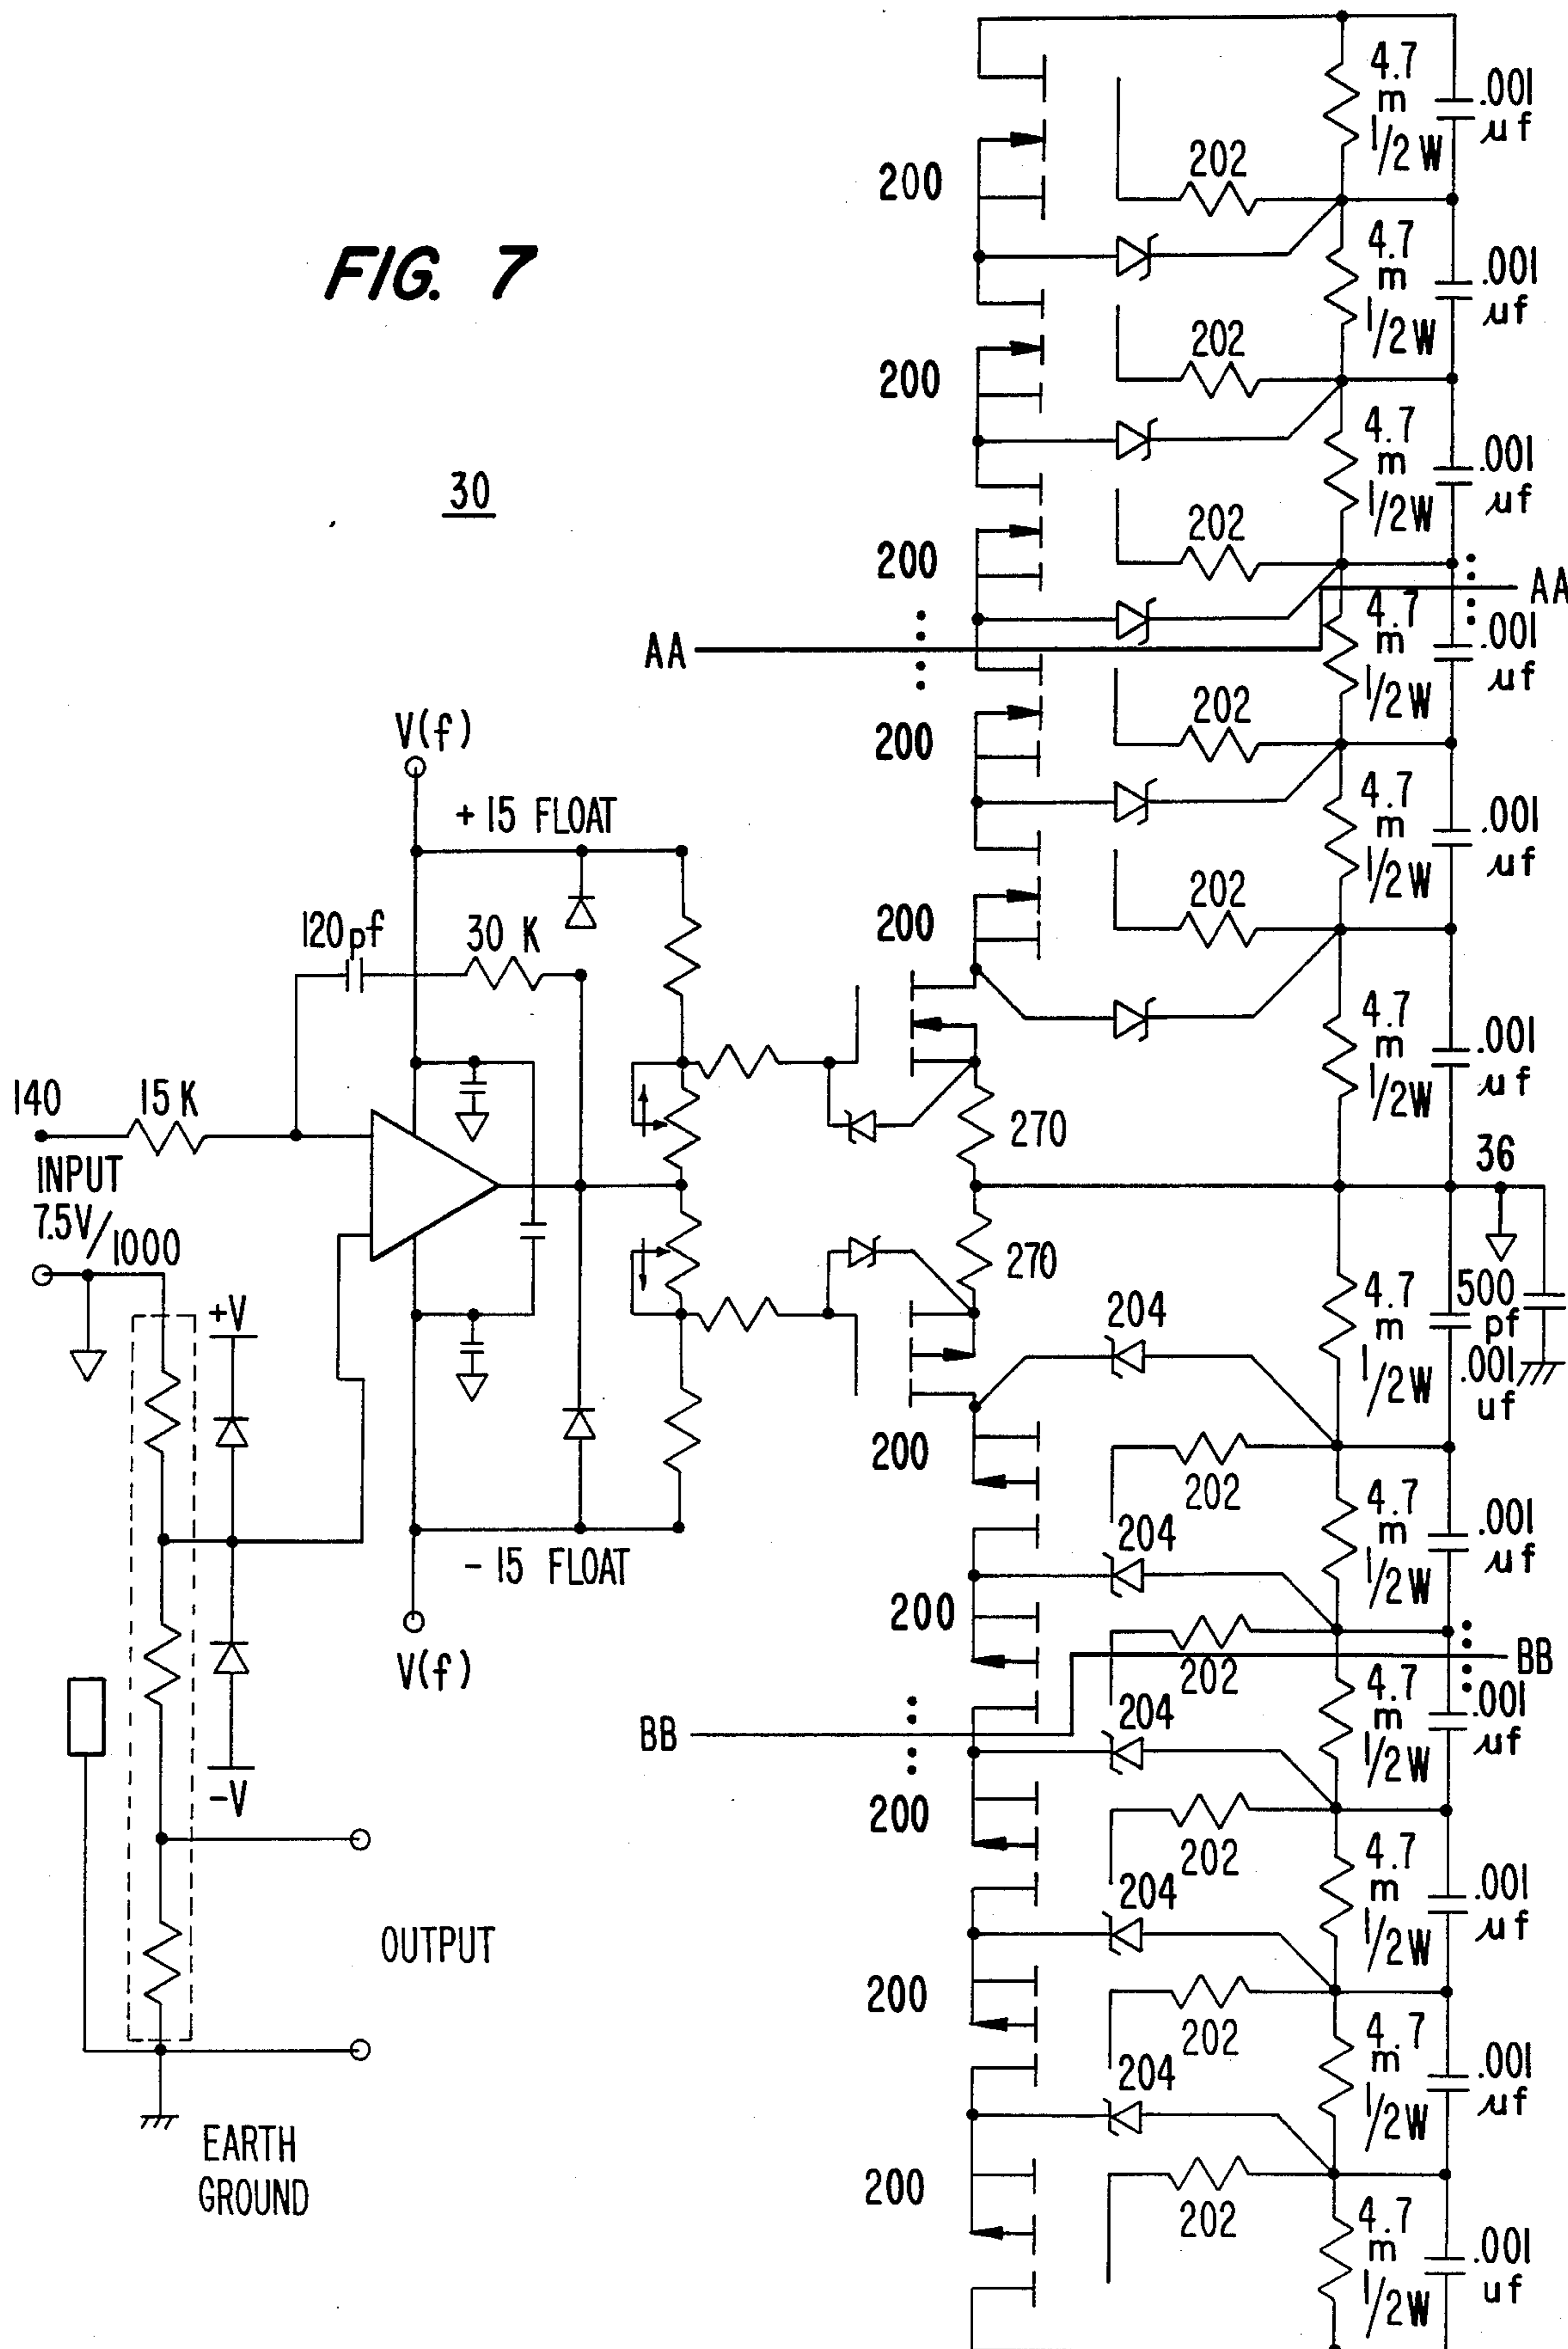 FIG. 7
30
200
202
4.7
m
1/2 W
.001
µf
200
202
4.7
m
1/2 W
.001
µf
200
202
4.7
m
1/2 W
.001
µf
AA
AA
200
202
4.7
m
1/2 W
.001
µf
200
202
4.7
m
1/2 W
.001
µf
4.7
m
1/2 W
.001
µf
V(f)
+ 15 FLOAT
120 pf
30 K
140
15 K
INPUT
7.5V/1000
270
36
270
+V
-V
- 15 FLOAT
V(f)
OUTPUT
EARTH
GROUND
4.7
m
1/2 W
500
pf
.001
uf
204
200
202
4.7
m
1/2 W
.001
µf
204
200
202
BB
BB
4.7
m
1/2 W
.001
µf
204
200
202
4.7
m
1/2 W
.001
µf
204
200
202
4.7
m
1/2 W
.001
µf
204
200
202
4.7
m
1/2 W
.001
uf